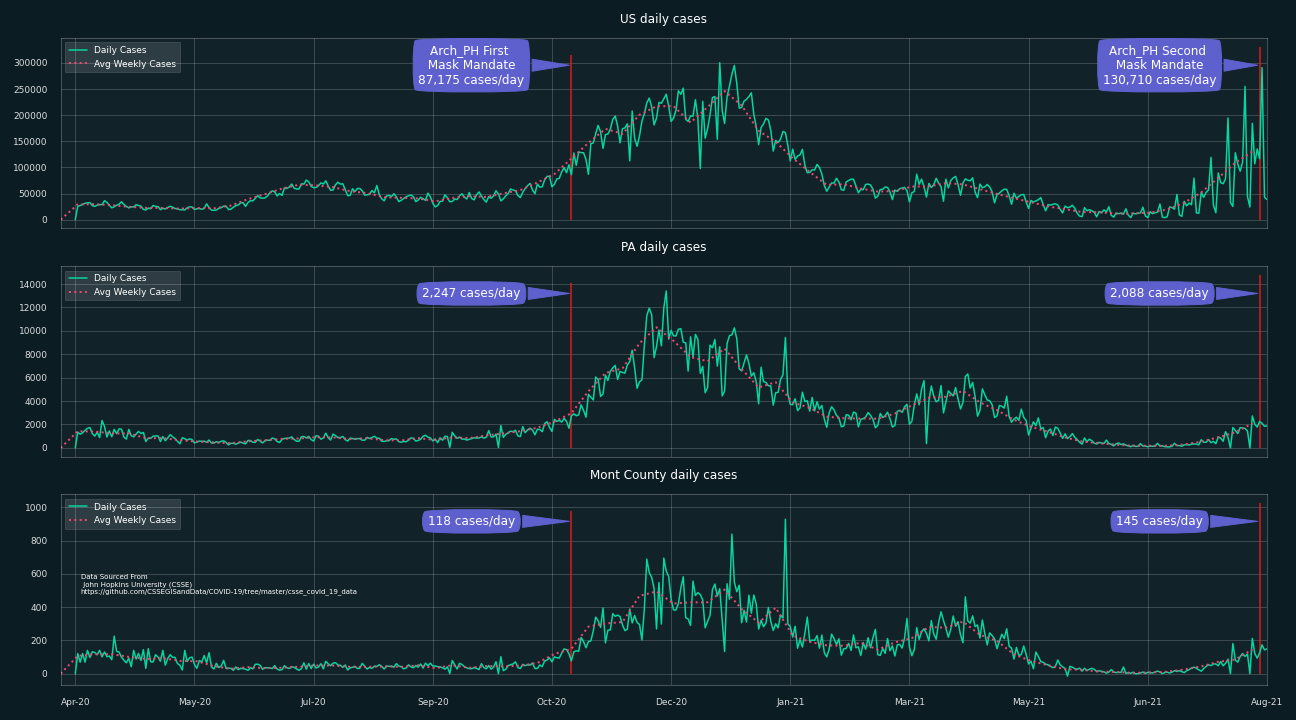 US daily cases
Daily Cases
Avg Weekly Cases
Arch_PH First
Mask Mandate
87,175 cases/day
Arch_PH Second
Mask Mandate
130,710 cases/day
300000
250000
200000
150000
100000
50000
0
PA daily cases
Daily Cases
Avg Weekly Cases
2,247 cases/day
2,088 cases/day
14000
12000
10000
8000
6000
4000
2000
0
Mont County daily cases
Daily Cases
Avg Weekly Cases
118 cases/day
145 cases/day
1000
800
600
400
200
0
Data Sourced From
John Hopkins University (CSSE)
https://github.com/CSSEGISandData/COVID-19/tree/master/csse_covid_19_data
Apr-20 May-20 Jul-20 Sep-20 Oct-20 Dec-20 Jan-21 Mar-21 May-21 Jun-21 Aug-21